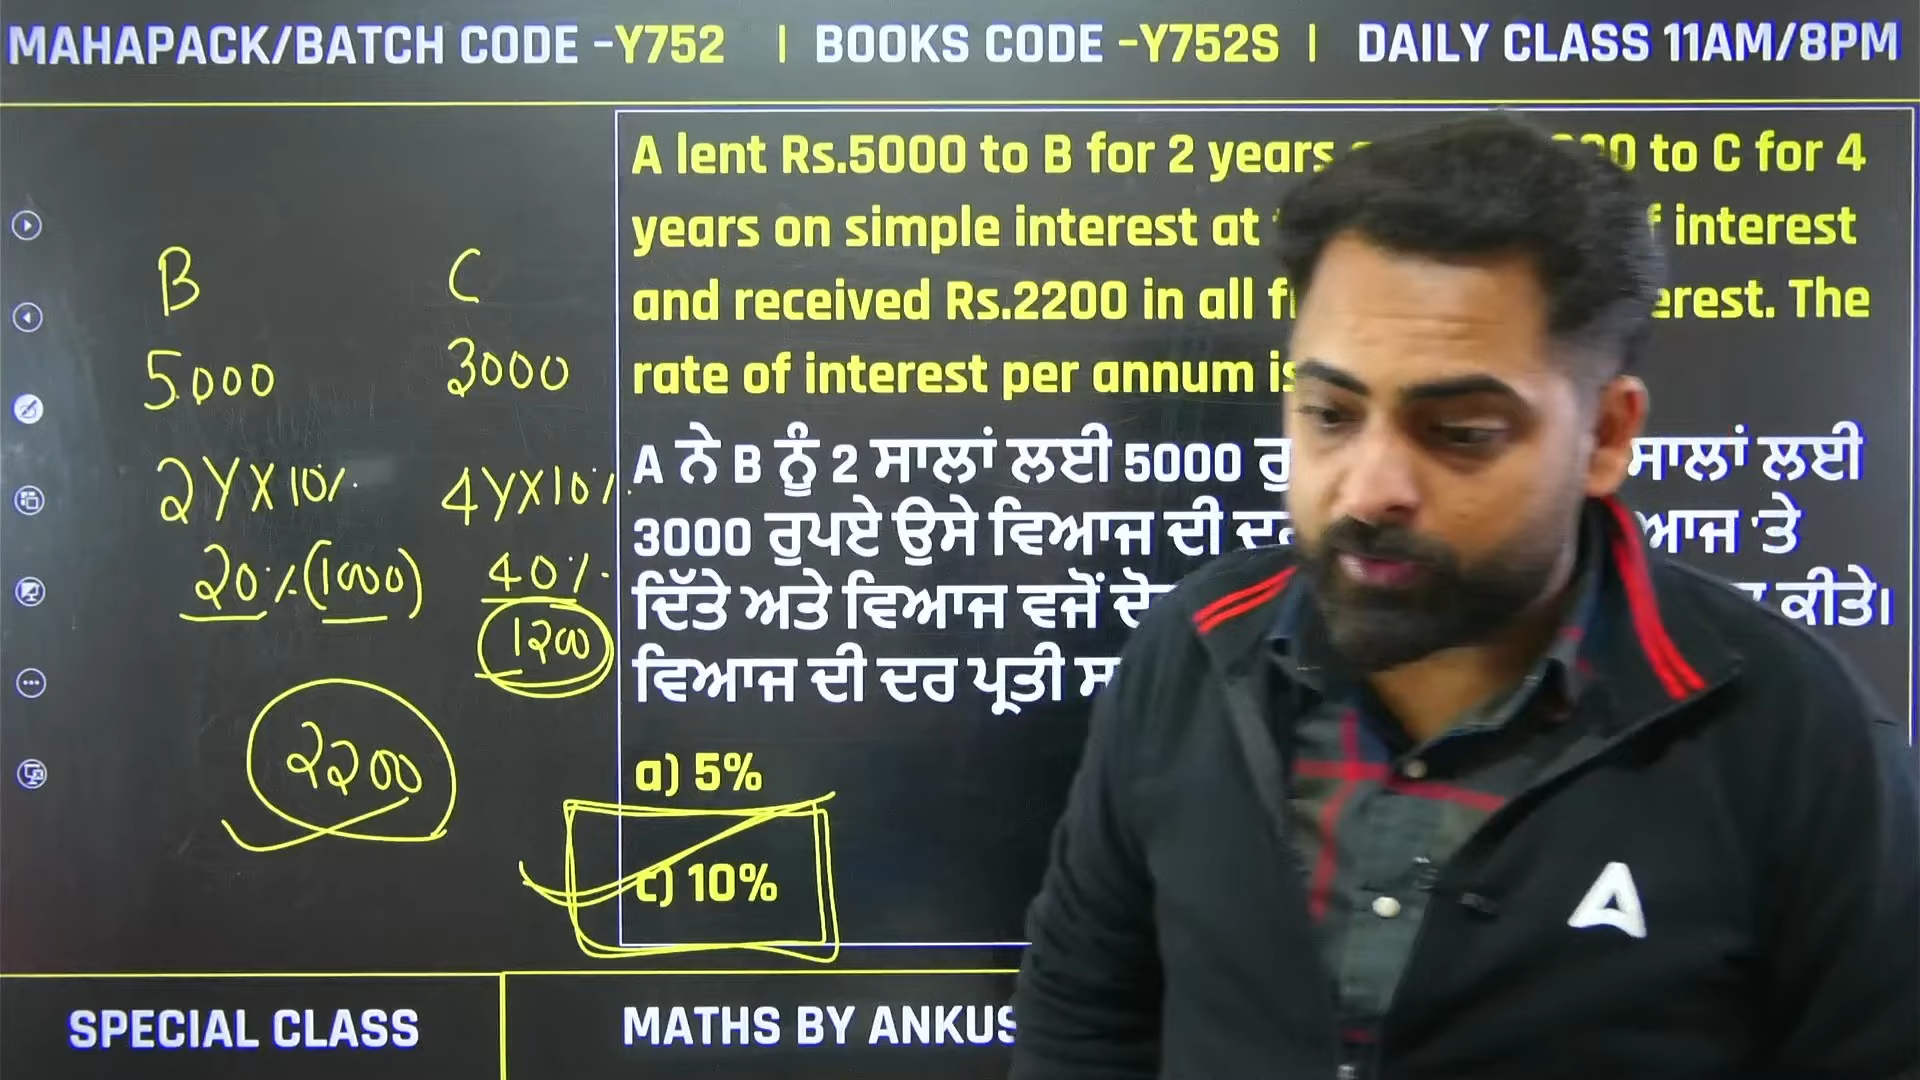 MAHAPACK/BATCH CODE -Y752 | BOOKS CODE -Y752S | DAILY CLASS 11AM/8PM
A lent Rs.5000 to B for 2 years to C for 4
years on simple interest at interest
and received Rs.2200 in all The
rate of interest per annum is
A ਨੇ B ਨੂੰ 2 ਸਾਲਾਂ ਲਈ 5000 ਸਾਲਾਂ ਲਈ
3000 ਰੁਪਏ ਉਸੇ ਵਿਆਜ ਦੀ 'ਤੇ
ਦਿੱਤੇ ਅਤੇ ਵਿਆਜ ਵਜੋਂ ਕੀਤੇ।
ਵਿਆਜ ਦੀ ਦਰ ਪ੍ਰਤੀ
a) 5%
c) 10%
B C
5000 3000
2Y×10% 4Y×10%
20%(1000) 40%
1200
2200
SPECIAL CLASS
MATHS BY